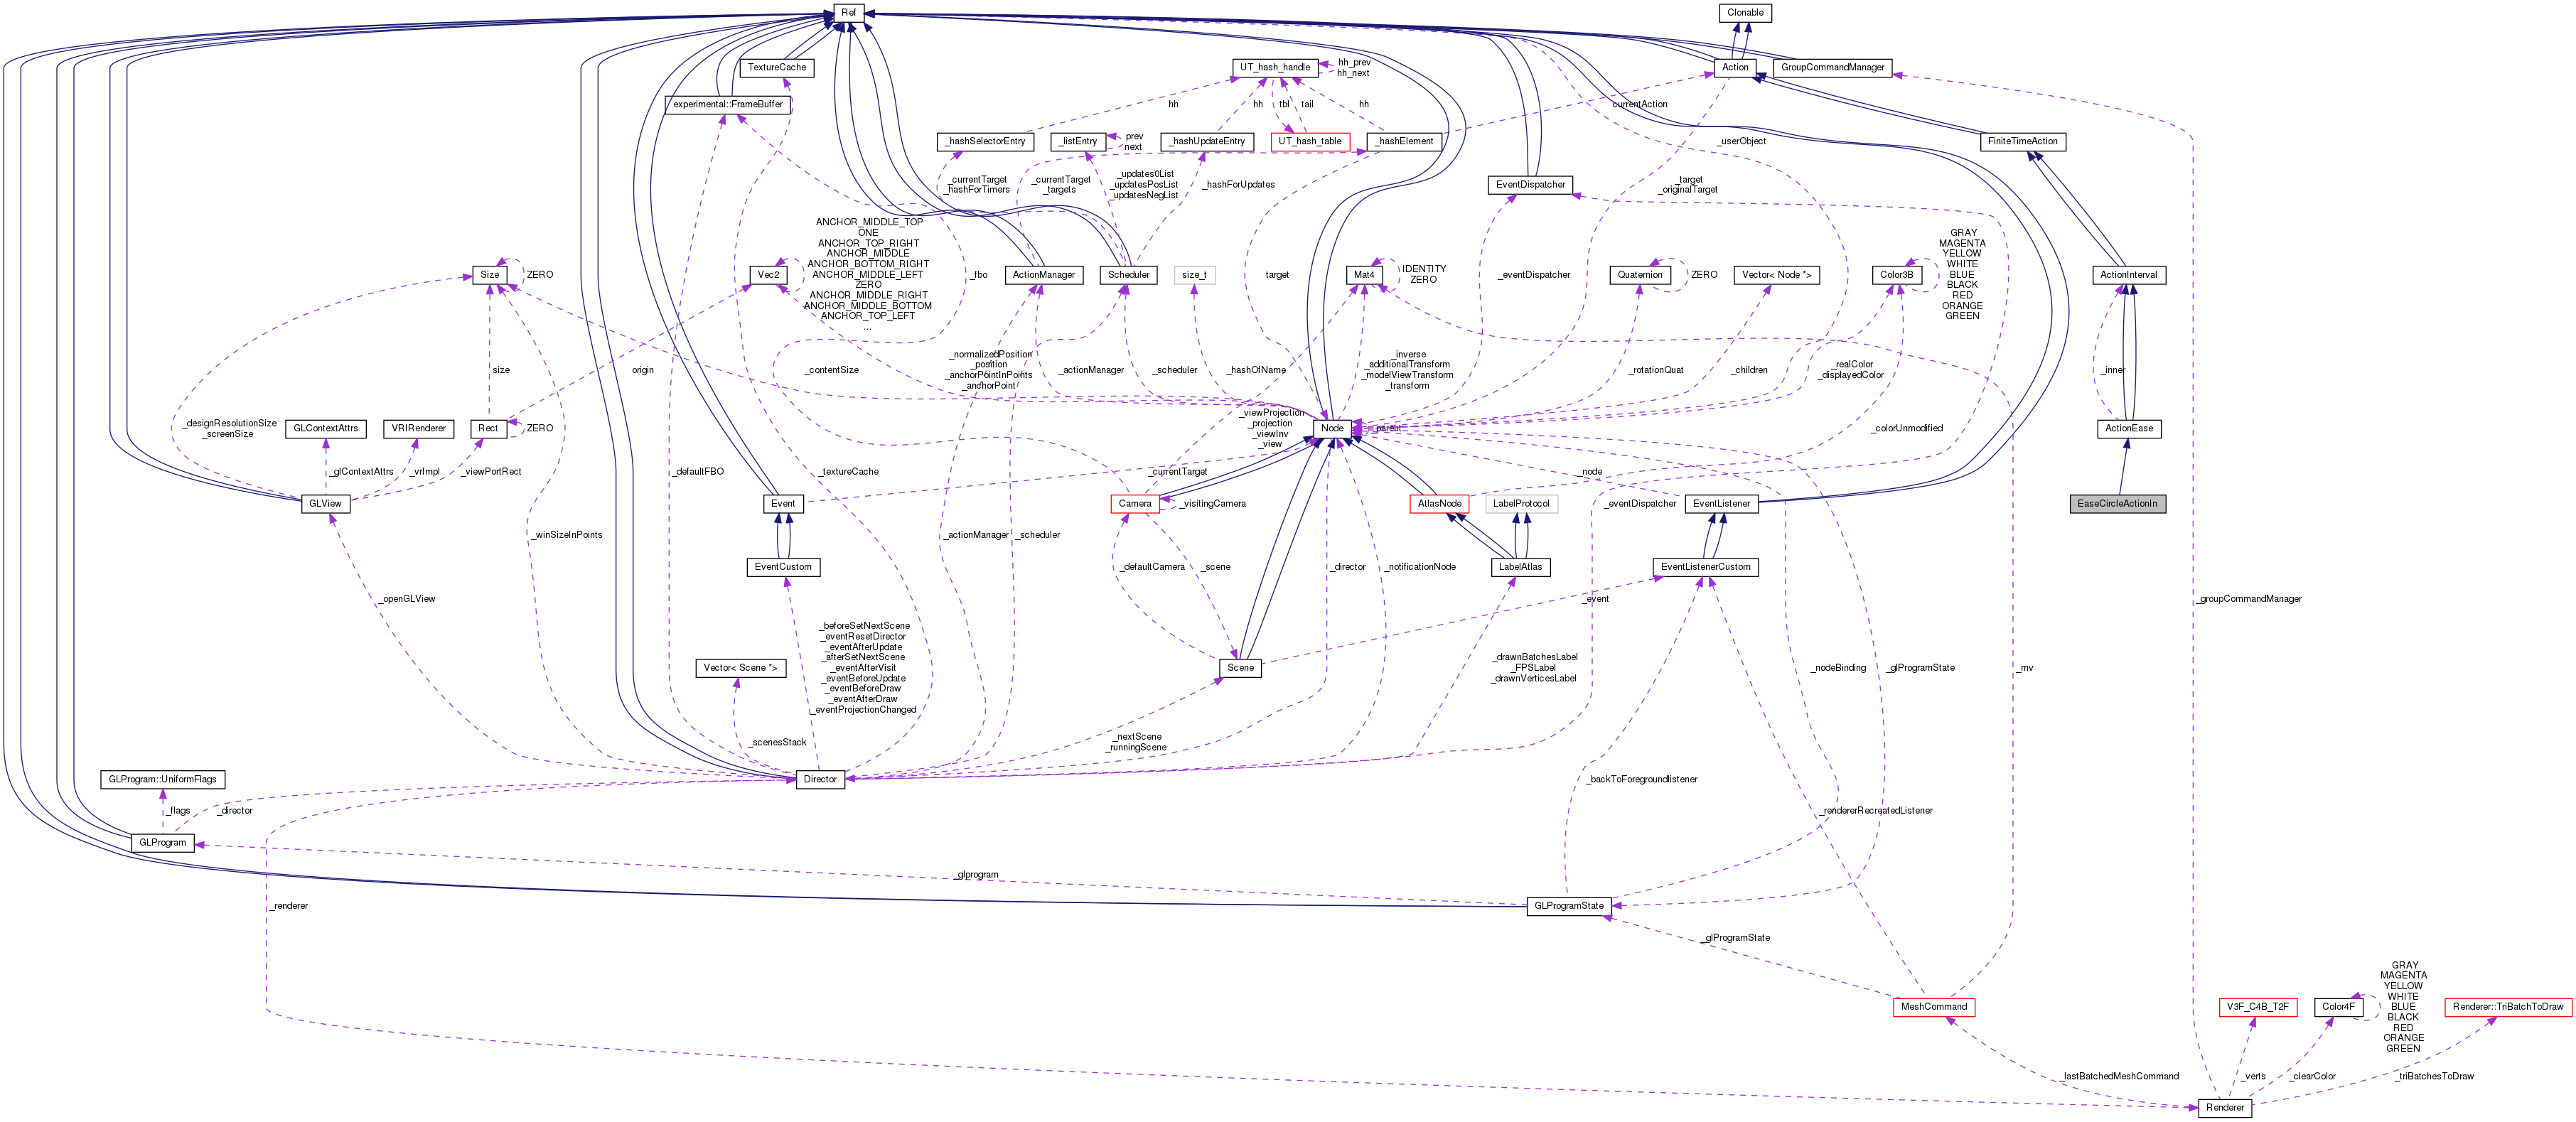 Ref
Clonable
TextureCache
UT_hash_handle
hh_prev
hh_next
Action
GroupCommandManager
experimental::FrameBuffer
hh
hh
tbl
tail
hh
currentAction
_hashSelectorEntry
_listEntry
prev
next
_hashUpdateEntry
UT_hash_table
_hashElement
_userObject
FiniteTimeAction
_currentTarget
_hashForTimers
_currentTarget
_targets
_updates0List
_updatesPosList
_updatesNegList
_hashForUpdates
EventDispatcher
_target
_originalTarget
ANCHOR_MIDDLE_TOP
ONE
ANCHOR_TOP_RIGHT
ANCHOR_MIDDLE
ANCHOR_BOTTOM_RIGHT
ANCHOR_MIDDLE_LEFT
ZERO
ANCHOR_MIDDLE_RIGHT
ANCHOR_MIDDLE_BOTTOM
ANCHOR_TOP_LEFT
...
GRAY
MAGENTA
YELLOW
WHITE
BLUE
BLACK
RED
ORANGE
GREEN
Size
ZERO
Vec2
_fbo
ActionManager
Scheduler
size_t
target
Mat4
IDENTITY
ZERO
_eventDispatcher
Quaternion
ZERO
Vector< Node *>
Color3B
ActionInterval
size
origin
_contentSize
_normalizedPosition
_position
_anchorPointInPoints
_anchorPoint
_actionManager
_scheduler
_hashOfName
_inverse
_additionalTransform
_modelViewTransform
_transform
_rotationQuat
_children
_realColor
_displayedColor
_inner
_designResolutionSize
_screenSize
GLContextAttrs
VRIRenderer
Rect
ZERO
_viewProjection
_projection
_viewInv
_view
Node
_parent
_colorUnmodified
ActionEase
_glContextAttrs
_vrImpl
_viewPortRect
_defaultFBO
_textureCache
_currentTarget
_node
GLView
Event
Camera
_visitingCamera
AtlasNode
LabelProtocol
_eventDispatcher
EventListener
EaseCircleActionIn
_winSizeInPoints
_actionManager
_scheduler
EventCustom
_defaultCamera
_scene
_director
_notificationNode
LabelAtlas
EventListenerCustom
_openGLView
_event
_groupCommandManager
_beforeSetNextScene
_eventResetDirector
_eventAfterUpdate
_afterSetNextScene
_eventAfterVisit
_eventBeforeUpdate
_eventBeforeDraw
_eventAfterDraw
_eventProjectionChanged
Vector< Scene *>
Scene
_drawnBatchesLabel
_FPSLabel
_drawnVerticesLabel
_nodeBinding
_glProgramState
_mv
_scenesStack
_nextScene
_runningScene
GLProgram::UniformFlags
Director
_backToForegroundlistener
_flags
_director
_rendererRecreatedListener
GLProgram
_glprogram
_renderer
GLProgramState
_glProgramState
GRAY
MAGENTA
YELLOW
WHITE
BLUE
BLACK
RED
ORANGE
GREEN
MeshCommand
V3F_C4B_T2F
Color4F
Renderer::TriBatchToDraw
_lastBatchedMeshCommand
_verts
_clearColor
_triBatchesToDraw
Renderer